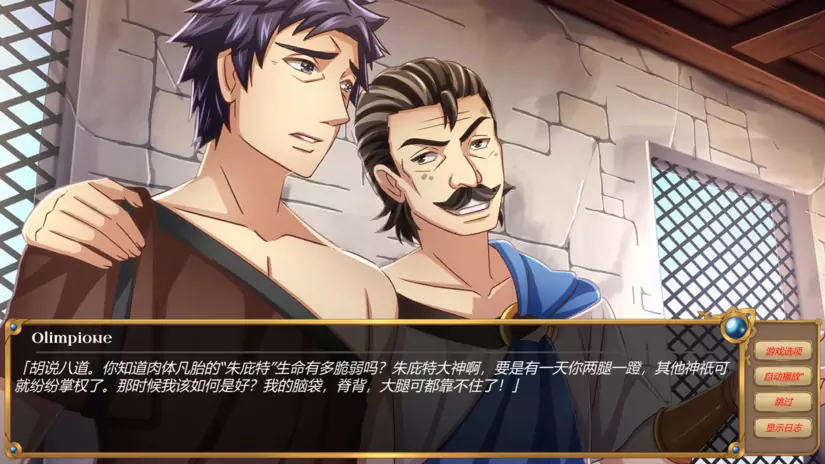 Olimpione
「胡说八道。你知道肉体凡胎的“朱庇特”生命有多脆弱吗？朱庇特大神啊，要是有一天你两腿一蹬，其他神祇可
就纷纷掌权了。那时候我该如何是好？我的脑袋，脊背，大腿可都靠不住了！」
游戏选项
自动播放"
跳过
显示日志